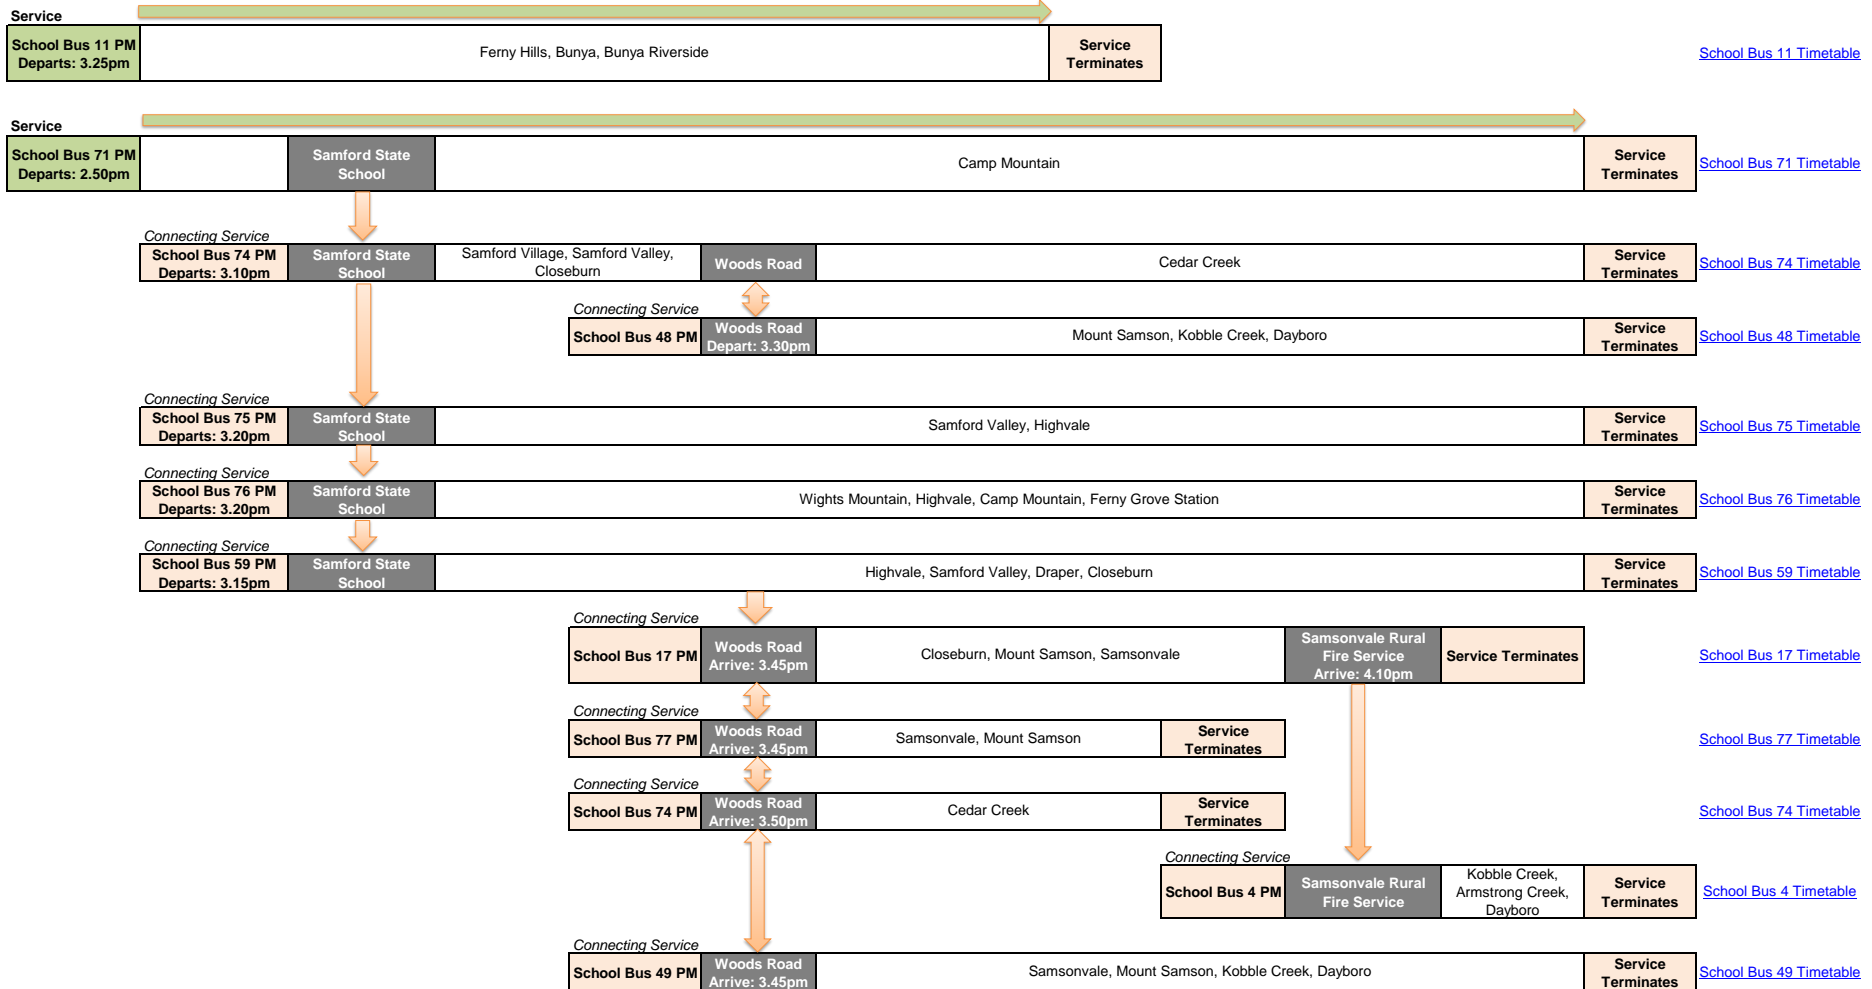 Service
School Bus 11 PM
Departs: 3.25pm
Ferny Hills, Bunya, Bunya Riverside
Service
Terminates
School Bus 11 Timetable
Service
School Bus 71 PM
Departs: 2.50pm
Samford State
School
Camp Mountain
Service
Terminates
School Bus 71 Timetable
Connecting Service
School Bus 74 PM
Departs: 3.10pm
Samford State
School
Samford Village, Samford Valley,
Closeburn
Woods Road
Cedar Creek
Service
Terminates
School Bus 74 Timetable
Connecting Service
School Bus 48 PM
Woods Road
Depart: 3.30pm
Mount Samson, Kobble Creek, Dayboro
Service
Terminates
School Bus 48 Timetable
Connecting Service
School Bus 75 PM
Departs: 3.20pm
Samford State
School
Samford Valley, Highvale
Service
Terminates
School Bus 75 Timetable
Connecting Service
School Bus 76 PM
Departs: 3.20pm
Samford State
School
Wights Mountain, Highvale, Camp Mountain, Ferny Grove Station
Service
Terminates
School Bus 76 Timetable
Connecting Service
School Bus 59 PM
Departs: 3.15pm
Samford State
School
Highvale, Samford Valley, Draper, Closeburn
Service
Terminates
School Bus 59 Timetable
Connecting Service
School Bus 17 PM
Woods Road
Arrive: 3.45pm
Closeburn, Mount Samson, Samsonvale
Samsonvale Rural
Fire Service
Arrive: 4.10pm
Service Terminates
School Bus 17 Timetable
Connecting Service
School Bus 77 PM
Woods Road
Arrive: 3.45pm
Samsonvale, Mount Samson
Service
Terminates
School Bus 77 Timetable
Connecting Service
School Bus 74 PM
Woods Road
Arrive: 3.50pm
Cedar Creek
Service
Terminates
School Bus 74 Timetable
Connecting Service
School Bus 4 PM
Samsonvale Rural
Fire Service
Kobble Creek,
Armstrong Creek,
Dayboro
Service
Terminates
School Bus 4 Timetable
Connecting Service
School Bus 49 PM
Woods Road
Arrive: 3.45pm
Samsonvale, Mount Samson, Kobble Creek, Dayboro
Service
Terminates
School Bus 49 Timetable